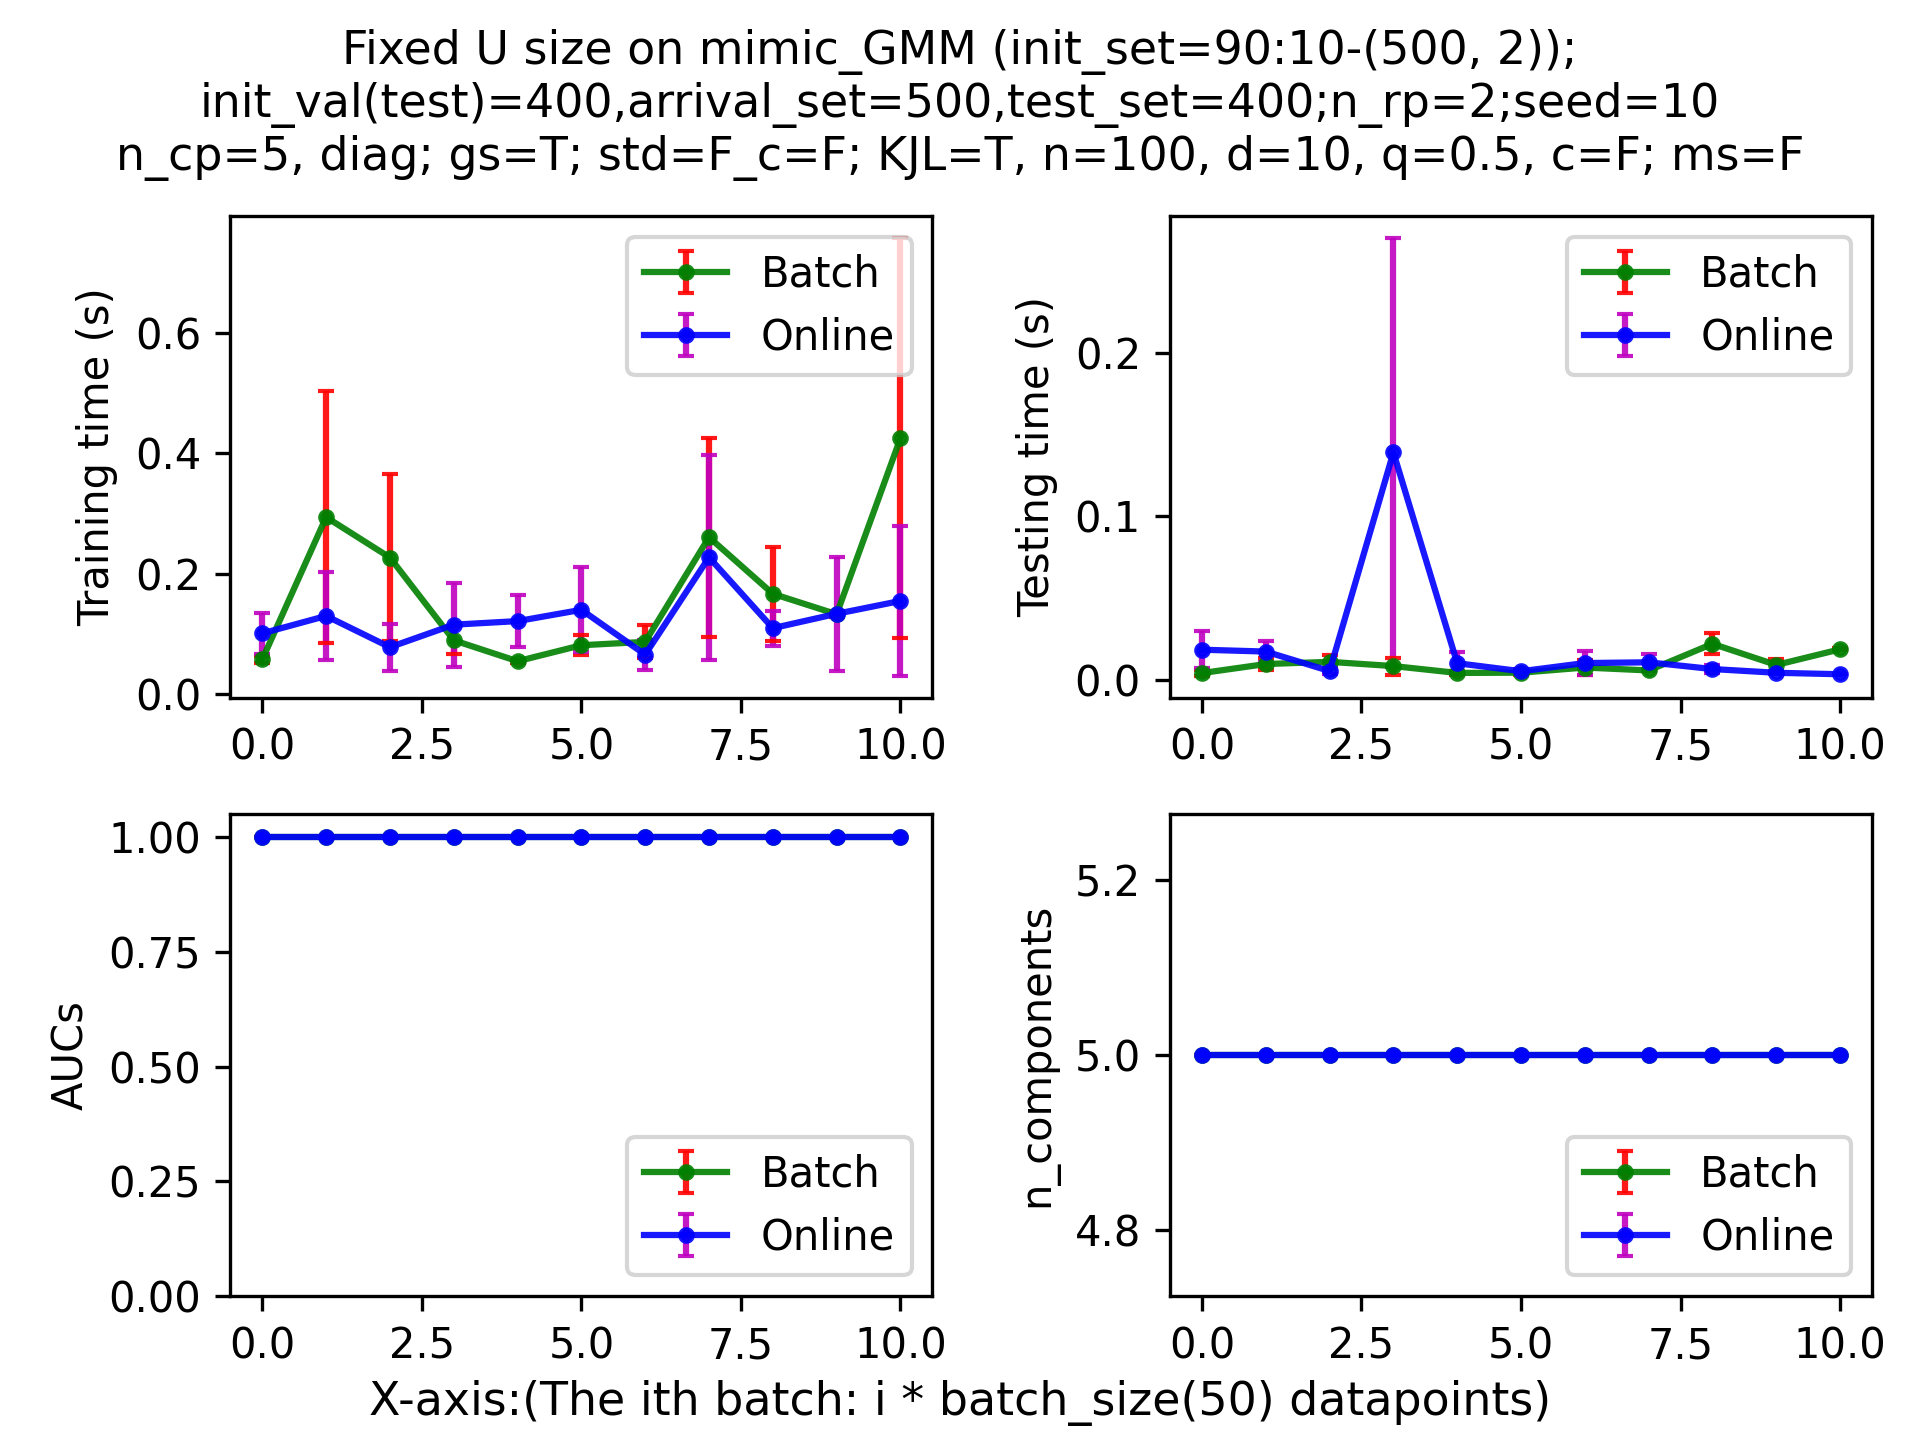 Fixed U size on mimic_GMM (init_set=90:10-(500, 2));
init_val(test)=400,arrival_set=500,test_set=400;n_rp=2;seed=10
n_cp=5, diag; gs=T; std=F_c=F; KJL=T, n=100, d=10, q=0.5, c=F; ms=F
Training time (s)
0.6
0.4
0.2
0.0
Batch
Online
0.0 2.5 5.0 7.5 10.0
Testing time (s)
0.2
0.1
0.0
Batch
Online
0.0 2.5 5.0 7.5 10.0
AUCs
1.00
0.75
0.50
0.25
0.00
Batch
Online
0.0 2.5 5.0 7.5 10.0
n_components
5.2
5.0
4.8
Batch
Online
0.0 2.5 5.0 7.5 10.0
X-axis:(The ith batch: i * batch_size(50) datapoints)